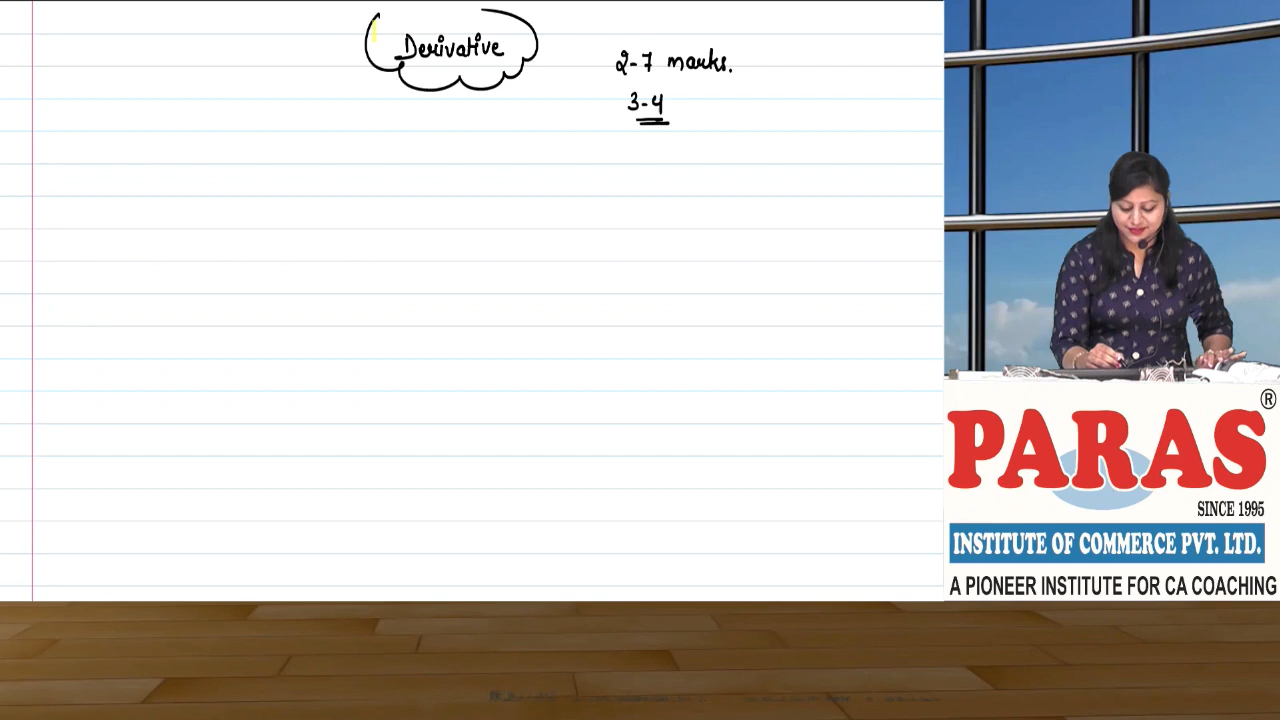 Derivative
2-7 marks.
3-4
®
PARAS
SINCE 1995
INSTITUTE OF COMMERCE PVT. LTD.
A PIONEER INSTITUTE FOR CA COACHING